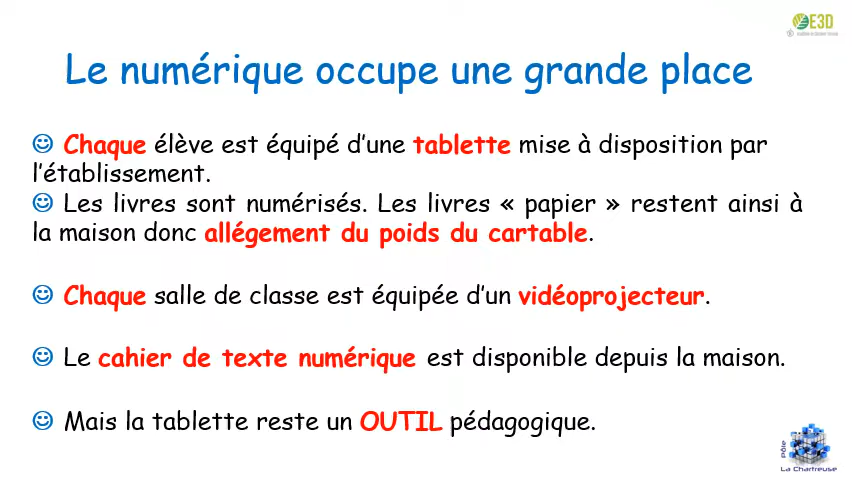 E3D
Le numérique occupe une grande place
☺ Chaque élève est équipé d’une tablette mise à disposition par
l’établissement.
☺ Les livres sont numérisés. Les livres « papier » restent ainsi à
la maison donc allégement du poids du cartable.
☺ Chaque salle de classe est équipée d’un vidéoprojecteur.
☺ Le cahier de texte numérique est disponible depuis la maison.
☺ Mais la tablette reste un OUTIL pédagogique.
Pôle
La Chartreuse